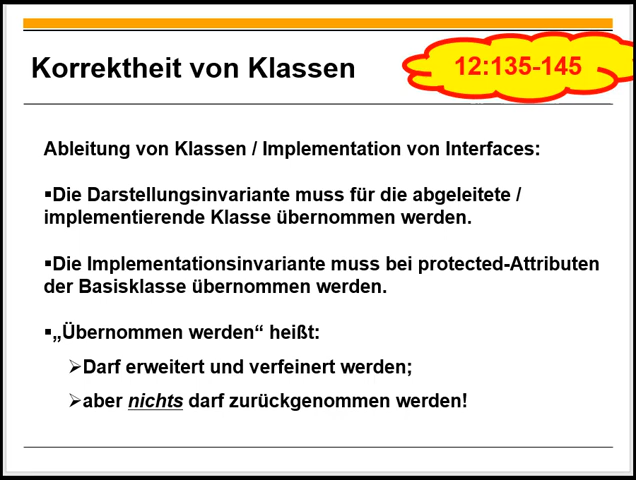 Korrektheit von Klassen
12:135-145
Ableitung von Klassen / Implementation von Interfaces:
▪Die Darstellungsinvariante muss für die abgeleitete /
implementierende Klasse übernommen werden.
▪Die Implementationsinvariante muss bei protected-Attributen
der Basisklasse übernommen werden.
▪„Übernommen werden“ heißt:
➢Darf erweitert und verfeinert werden;
➢aber nichts darf zurückgenommen werden!